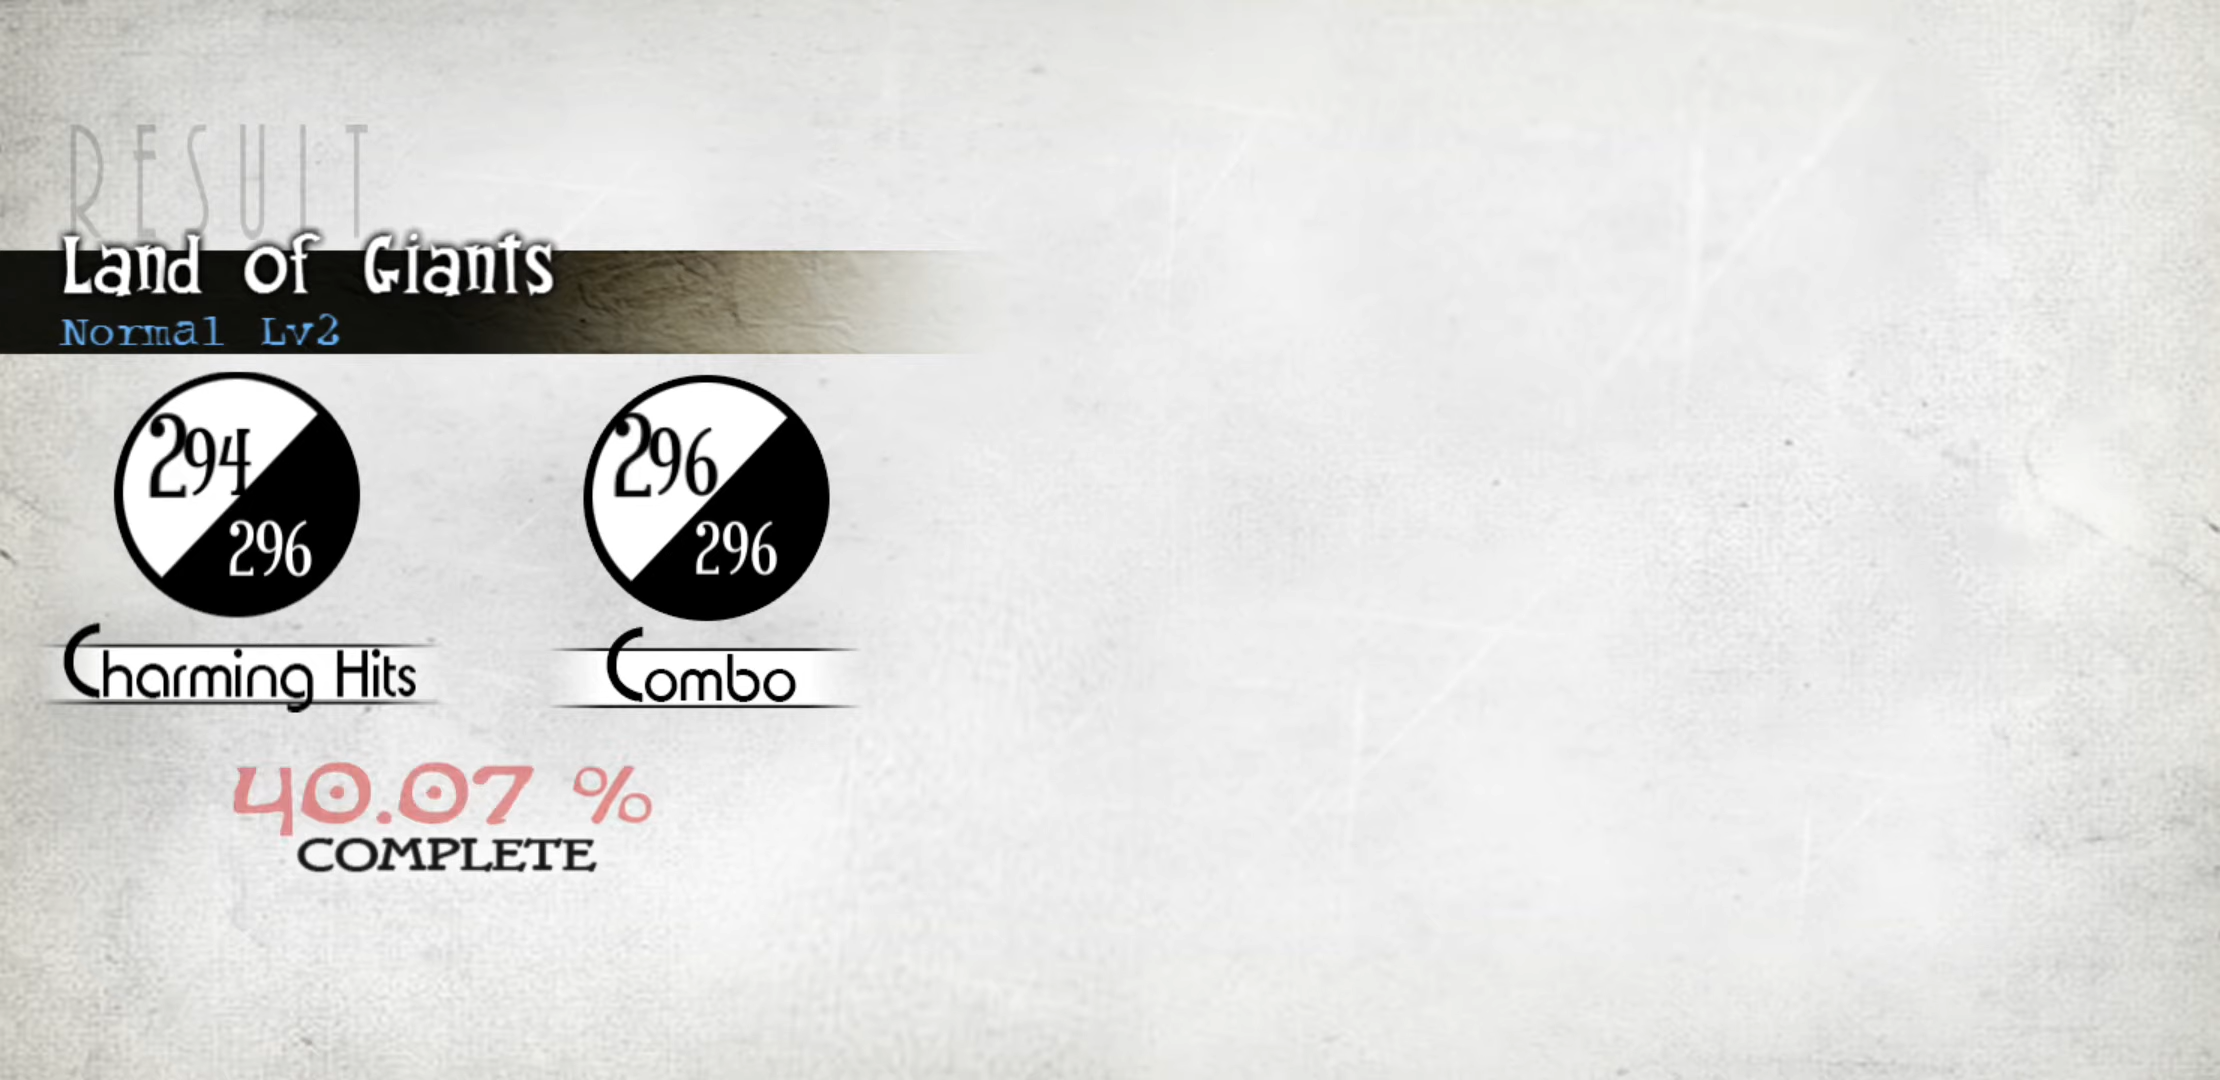 RESULT
Land of Giants
Normal Lv2
294
296
Charming Hits
296
296
Combo
40.07 %
COMPLETE